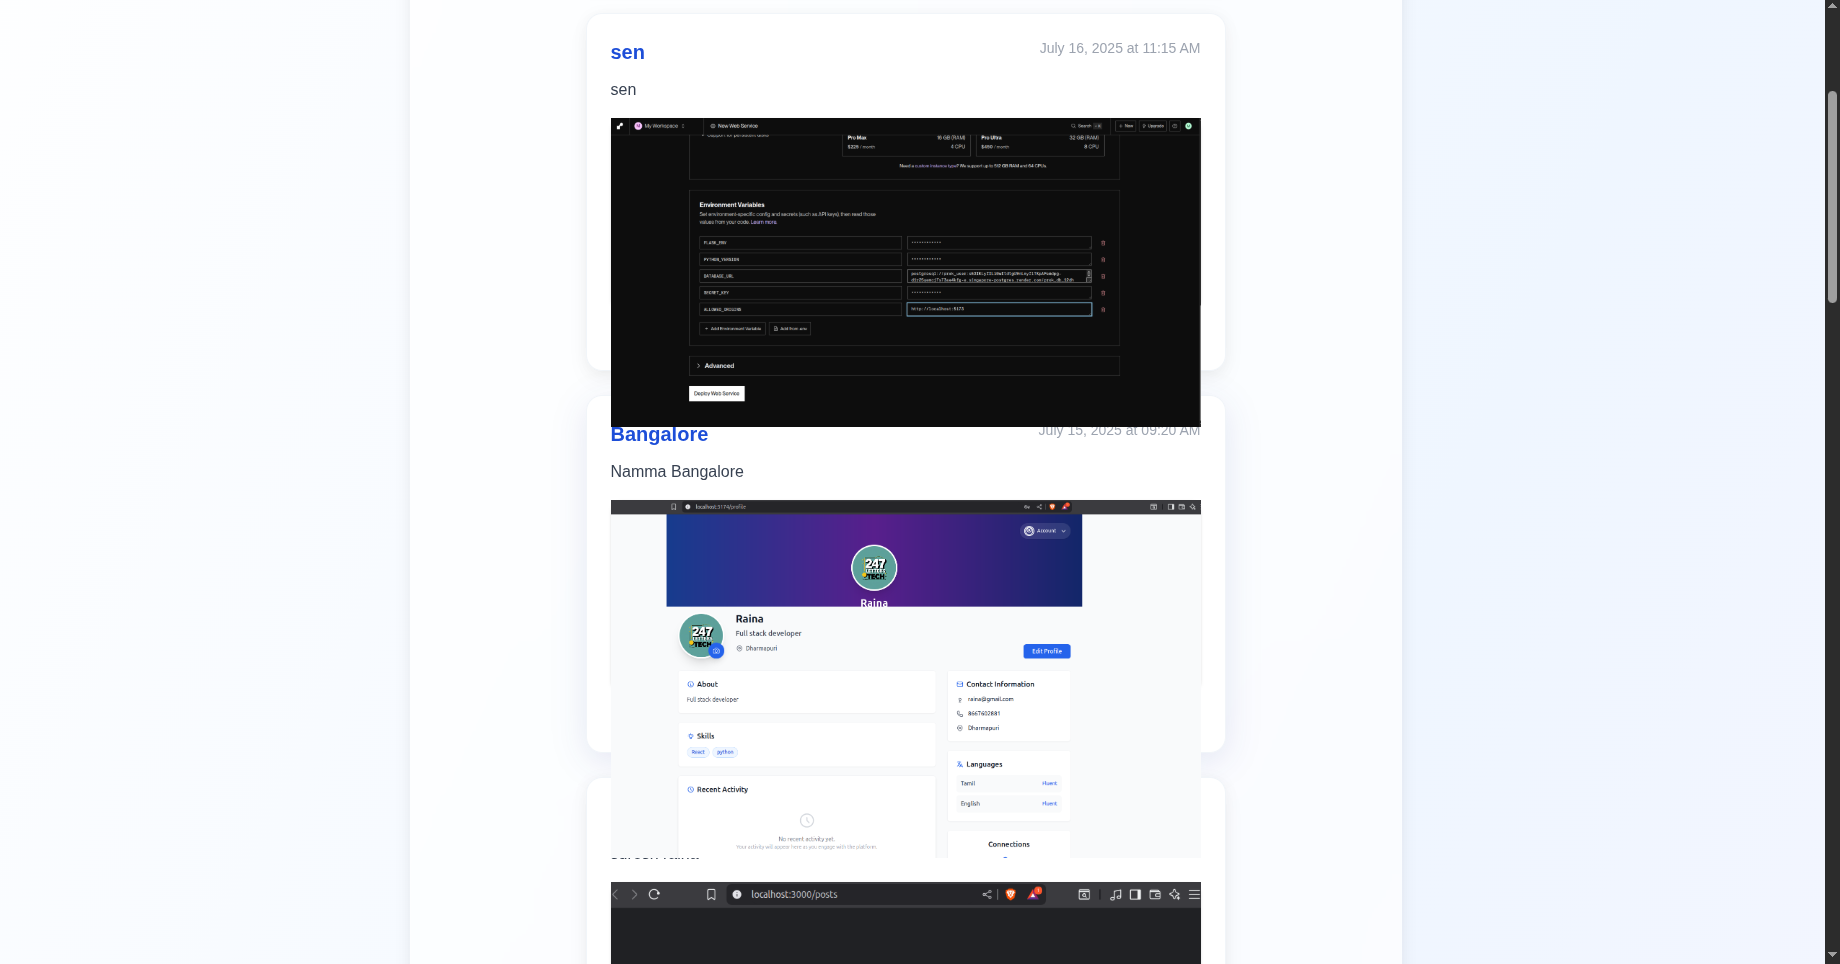 sen
July 16, 2025 at 11:15 AM
sen
My Workspace
New Web Service
Search
New
Upgrade
Pro Max
16 GB (RAM)
$225 / month
4 CPU
Pro Ultra
32 GB (RAM)
$450 / month
8 CPU
Need a custom instance type? We support up to 512 GB RAM and 64 CPUs.
Environment Variables
Set environment-specific config and secrets (such as API keys), then read those
values from your code. Learn more.
FLASK_ENV
PYTHON_VERSION
DATABASE_URL
SECRET_KEY
ALLOWED_ORIGINS
http://localhost:5173
+ Add Environment Variable
Add from .env
Advanced
Deploy Web Service
Bangalore
July 15, 2025 at 09:20 AM
Namma Bangalore
localhost:5174/profile
Account
247
TECH
Raina
247
TECH
Raina
Full stack developer
Dharmapuri
Edit Profile
About
Full stack developer
Contact Information
raina@gmail.com
8667602881
Dharmapuri
Skills
React
python
Languages
Tamil
Fluent
English
Fluent
Recent Activity
No recent activity yet.
Your activity will appear here as you engage with the platform.
Connections
localhost:3000/posts